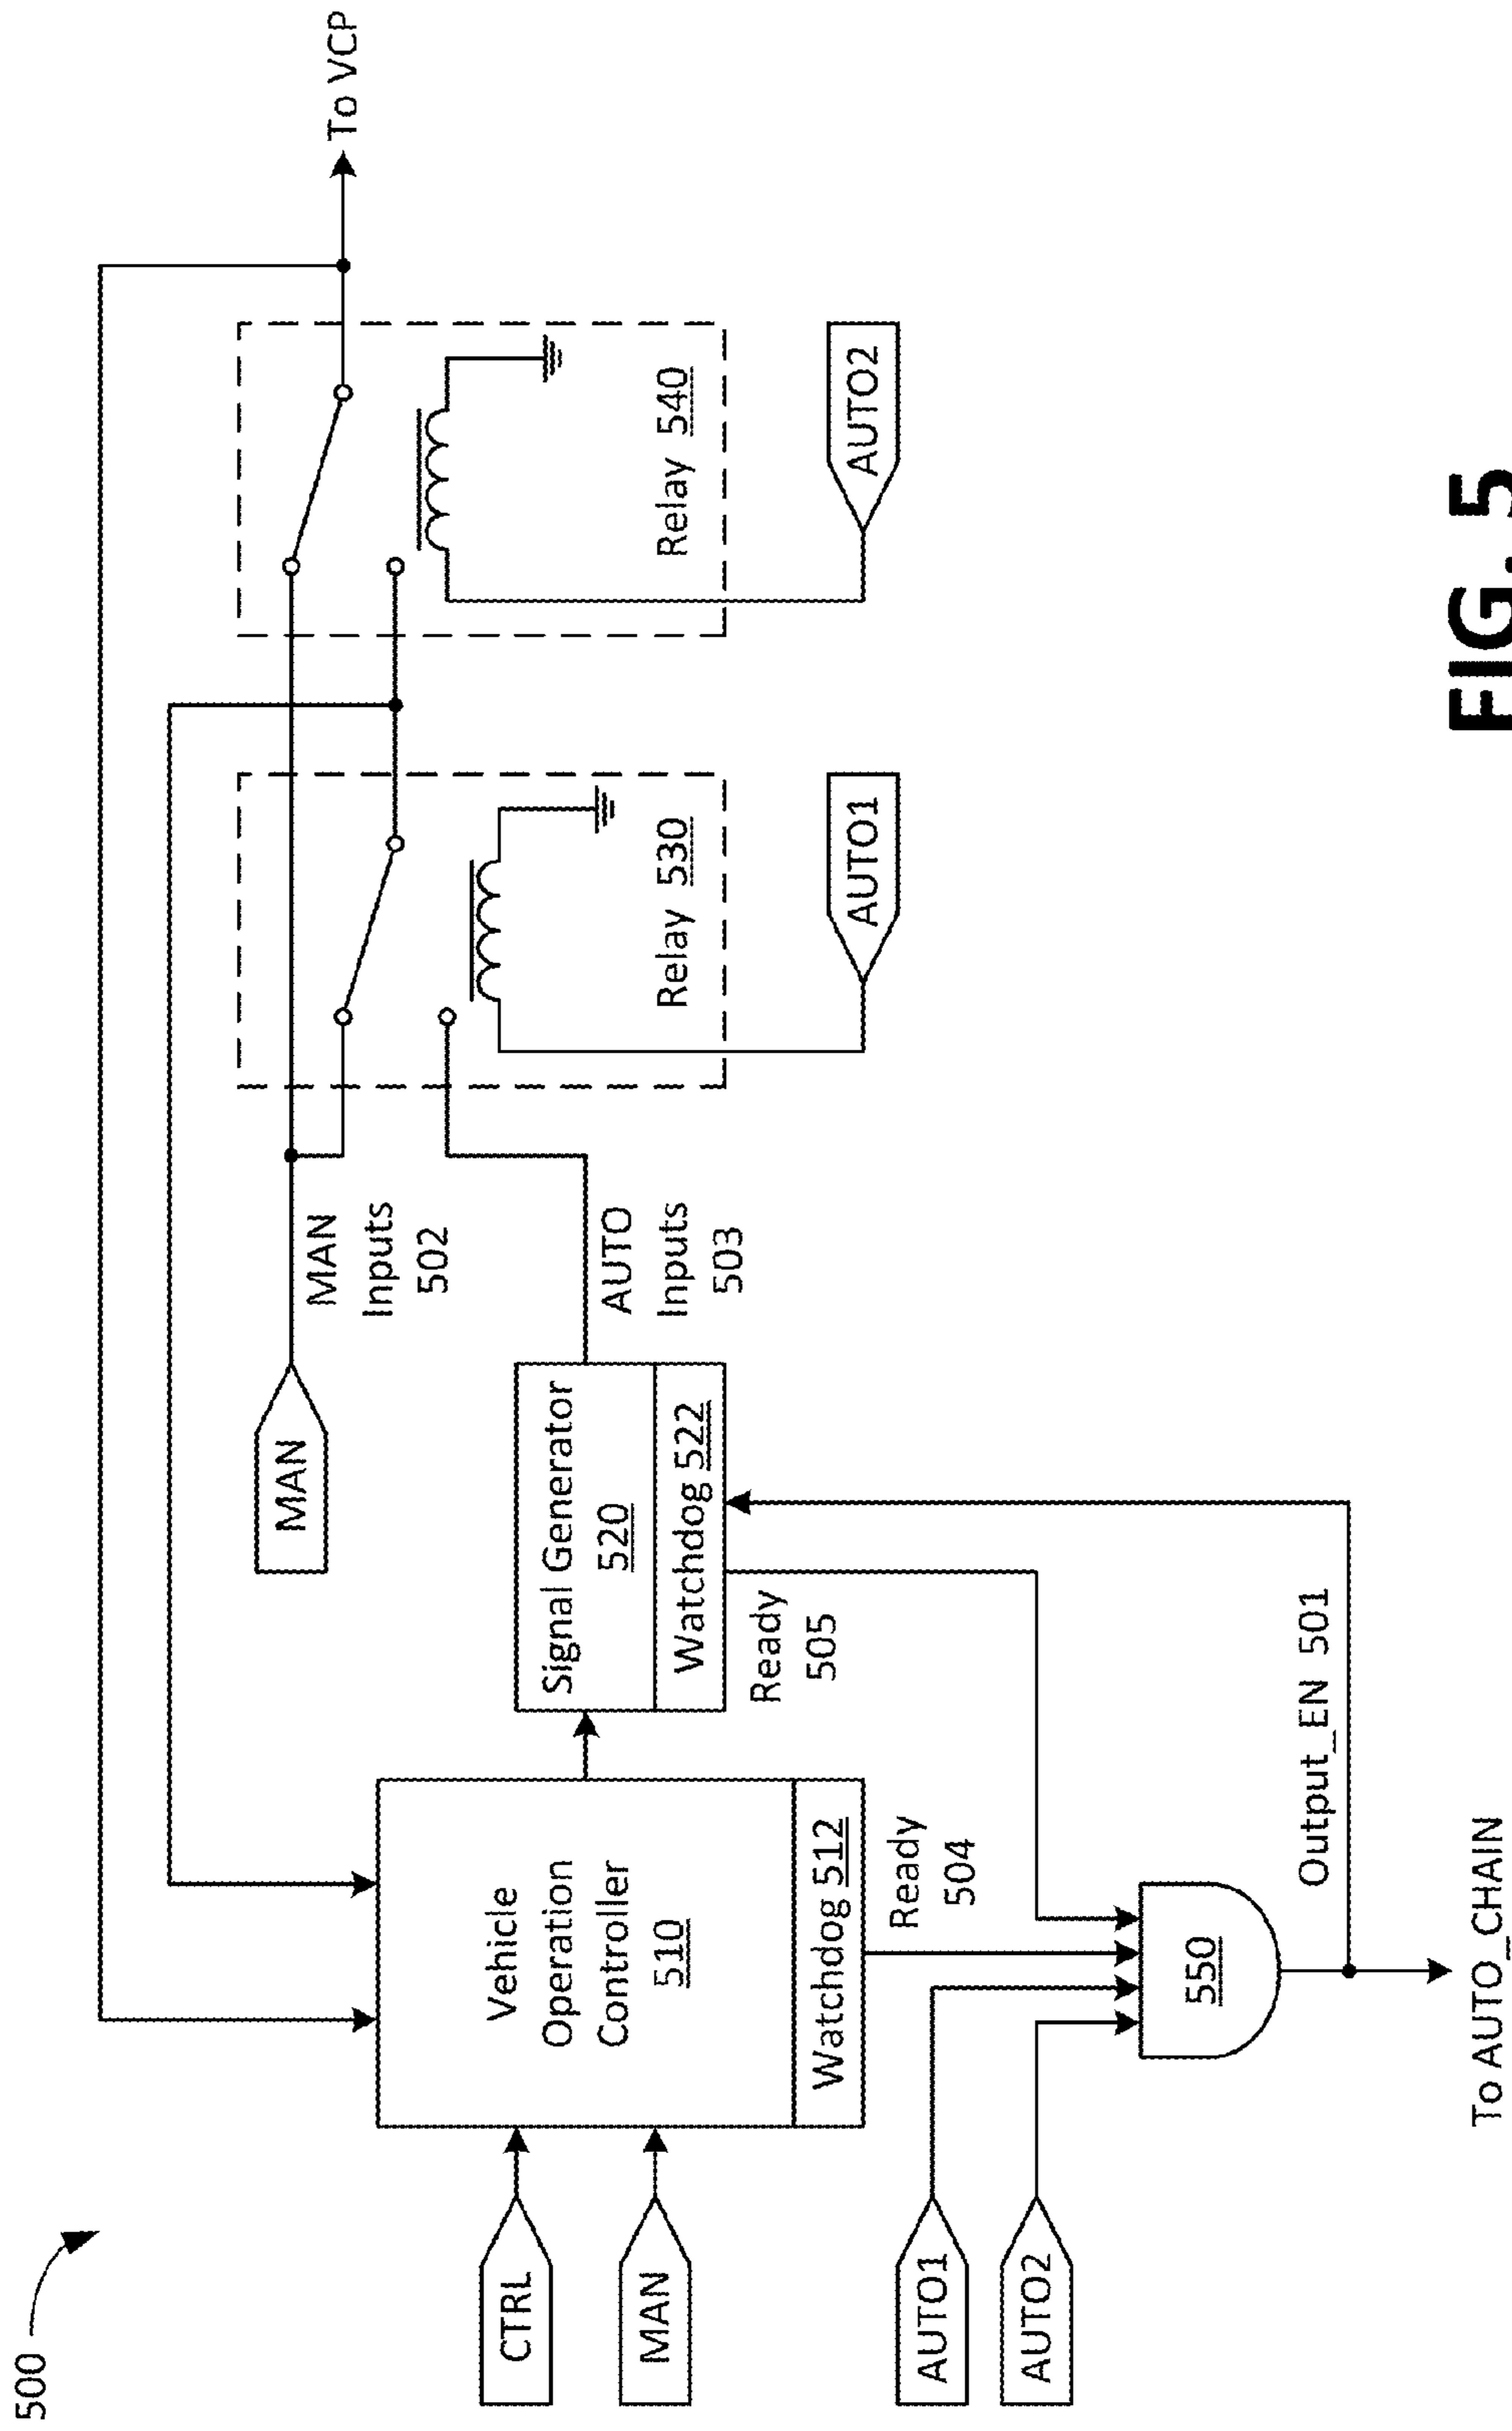 500
To VCP
MAN
MAN
Inputs
502
AUTO
Inputs
503
Signal Generator
520
Watchdog 522
Ready
505
Vehicle
Operation
Controller
510
Watchdog 512
Ready
504
CTRL
MAN
AUTO1
AUTO2
550
Output_EN 501
To AUTO_CHAIN
Relay 530
AUTO1
Relay 540
AUTO2
FIG. 5